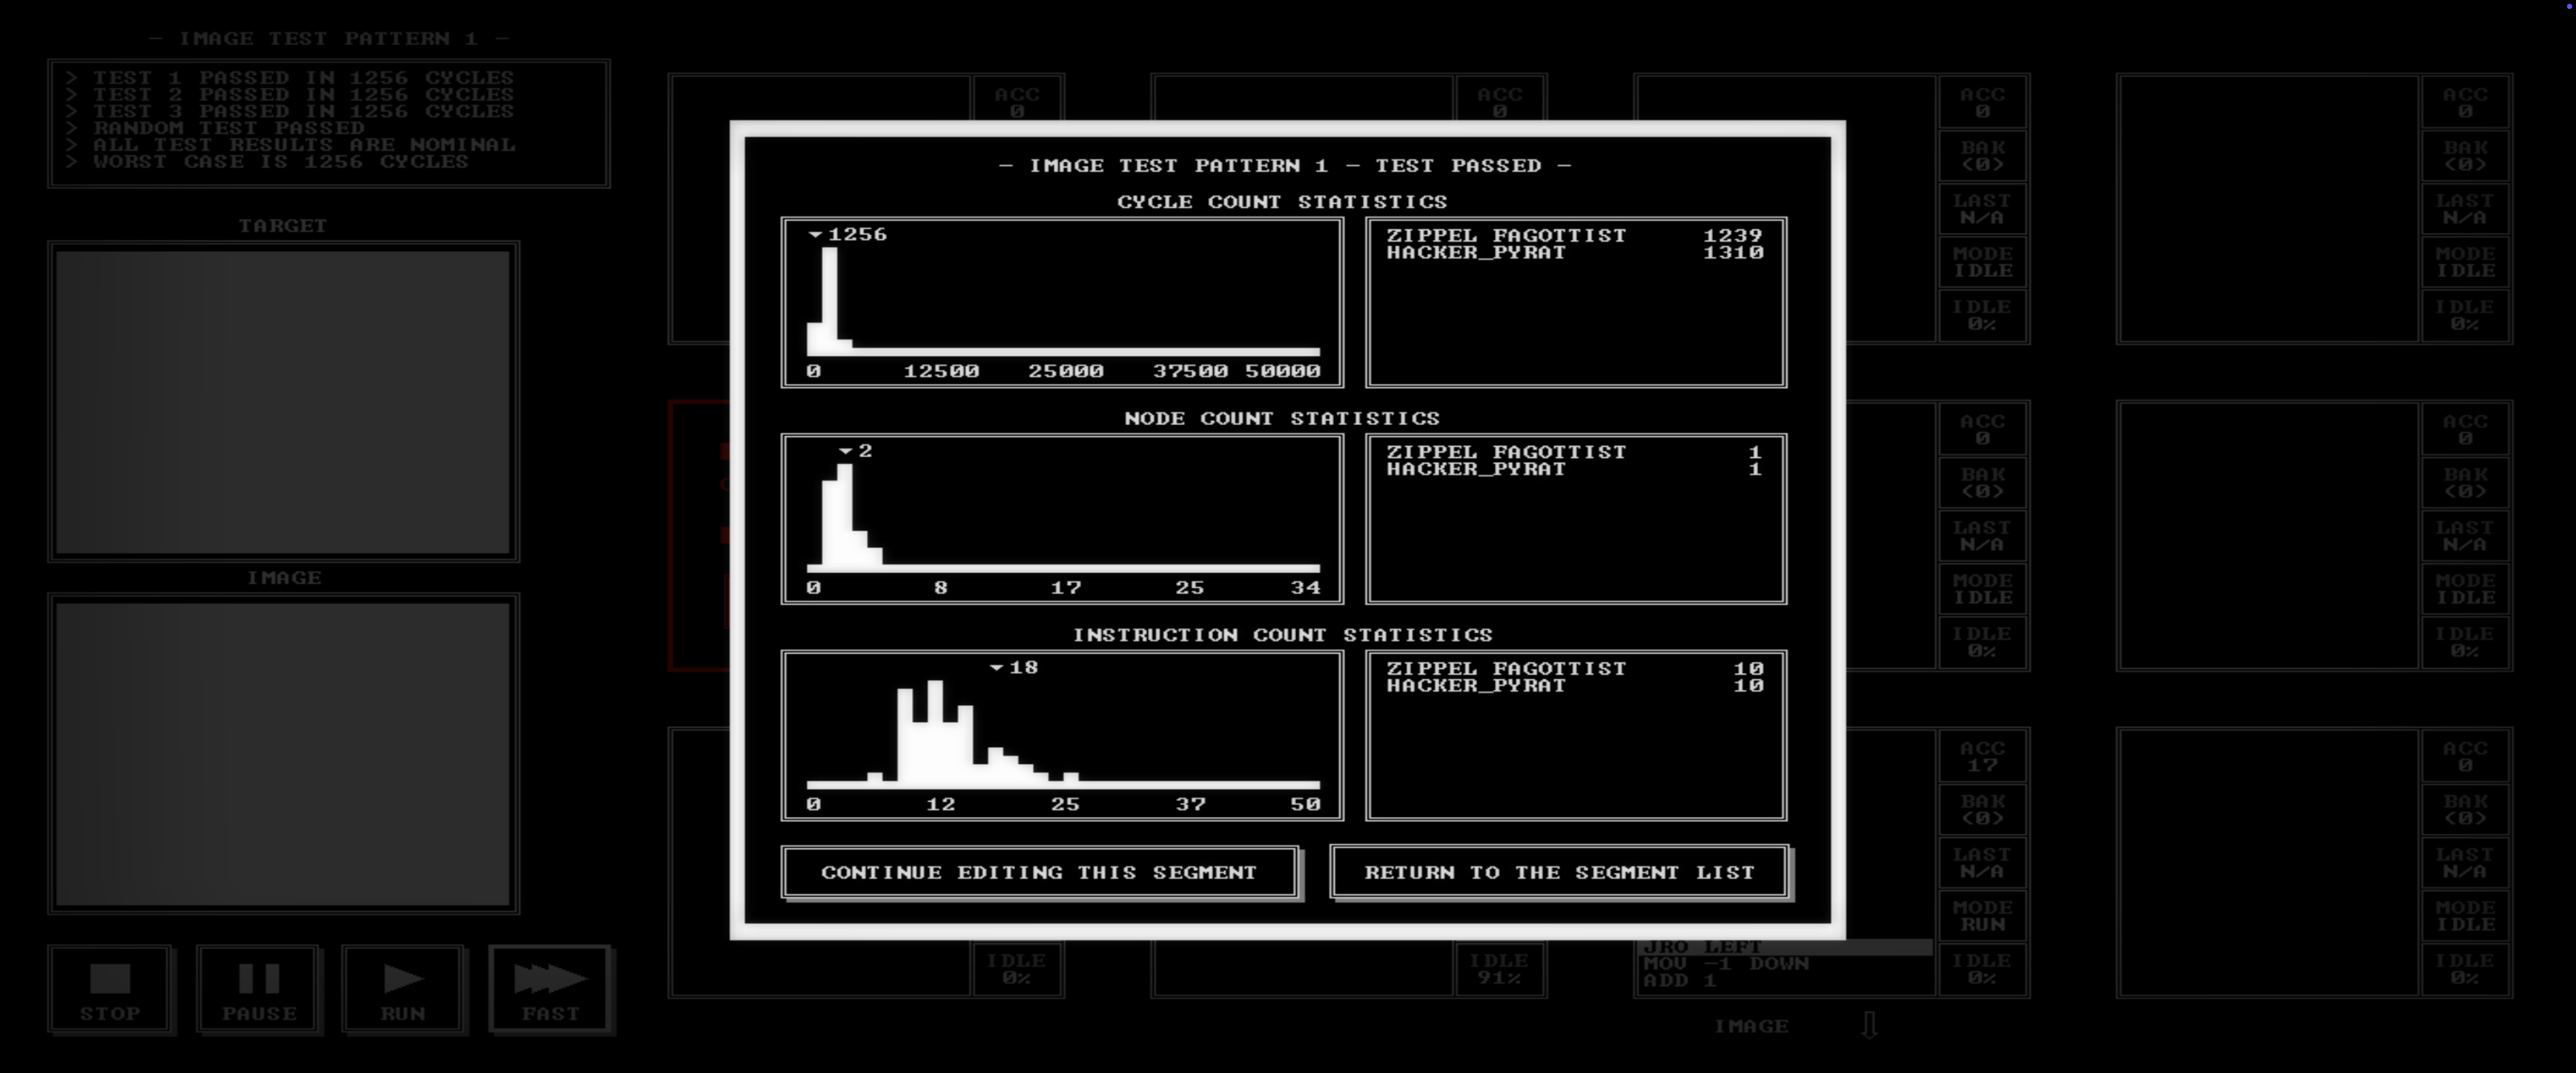 - IMAGE TEST PATTERN 1 -
> TEST 1 PASSED IN 1256 CYCLES
> TEST 2 PASSED IN 1256 CYCLES
> TEST 3 PASSED IN 1256 CYCLES
> RANDOM TEST PASSED
> ALL TEST RESULTS ARE NOMINAL
> WORST CASE IS 1256 CYCLES
TARGET
IMAGE
STOP
PAUSE
RUN
FAST
- IMAGE TEST PATTERN 1 - TEST PASSED -
CYCLE COUNT STATISTICS
1256
0 12500 25000 37500 50000
ZIPPEL FAGOTTIST 1239
HACKER_PYRAT 1310
NODE COUNT STATISTICS
2
0 8 17 25 34
ZIPPEL FAGOTTIST 1
HACKER_PYRAT 1
INSTRUCTION COUNT STATISTICS
18
0 12 25 37 50
ZIPPEL FAGOTTIST 10
HACKER_PYRAT 10
CONTINUE EDITING THIS SEGMENT
RETURN TO THE SEGMENT LIST
ACC
0
ACC
0
ACC
0
BAK
(0)
LAST
N/A
MODE
IDLE
IDLE
0%
ACC
0
BAK
(0)
LAST
N/A
MODE
IDLE
IDLE
0%
ACC
0
BAK
(0)
LAST
N/A
MODE
IDLE
IDLE
0%
ACC
0
BAK
(0)
LAST
N/A
MODE
IDLE
IDLE
0%
IDLE
0%
IDLE
91%
JRO LEFT
MOV -1 DOWN
ADD 1
ACC
17
BAK
(0)
LAST
N/A
MODE
RUN
IDLE
0%
ACC
0
BAK
(0)
LAST
N/A
MODE
IDLE
IDLE
0%
IMAGE